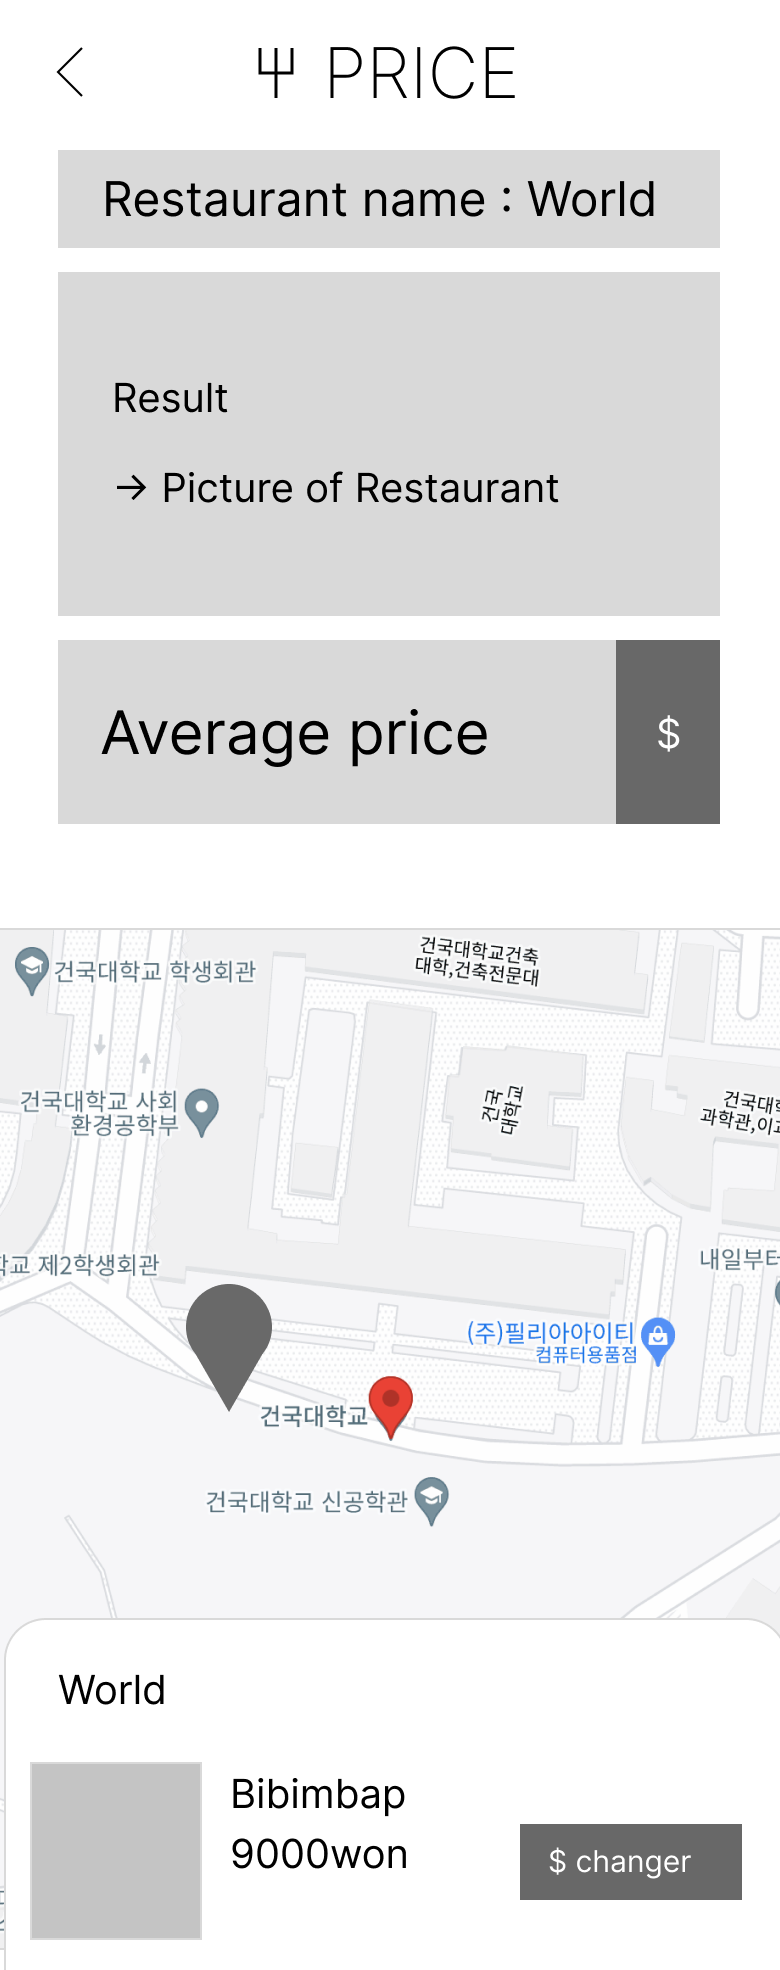 PRICE
Restaurant name : World
Result
→ Picture of Restaurant
Average price
$
건국대학교건축
대학,건축전문대
건국대학교 학생회관
건국대학교 사회
환경공학부
건국
대학교
건국대학
과학관,이과
학교 제2학생회관
내일부터
(주)필리아아이티
컴퓨터용품점
건국대학교
건국대학교 신공학관
World
Bibimbap
9000won
$ changer